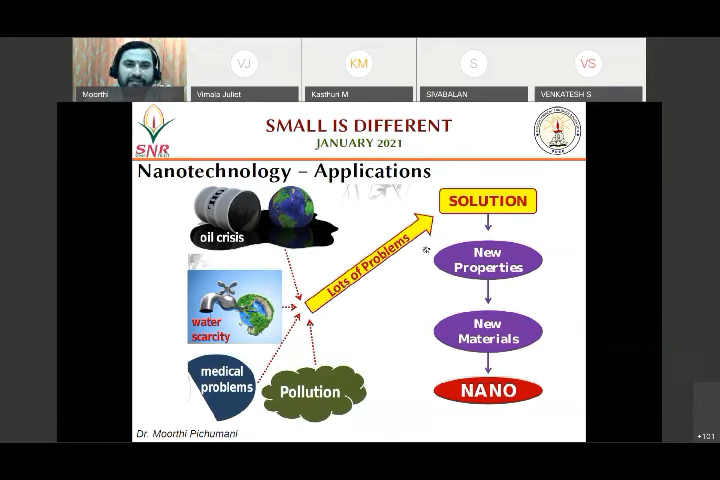 VJ
KM
S
VS
Moorthi
Vimala Juliet
Kasthuri M
SIVABALAN
VENKATESH S
SNR
SMALL IS DIFFERENT
JANUARY 2021
Nanotechnology – Applications
oil crisis
water
scarcity
medical
problems
Pollution
Lots of Problems
SOLUTION
New
Properties
New
Materials
NANO
Dr. Moorthi Pichumani
+101